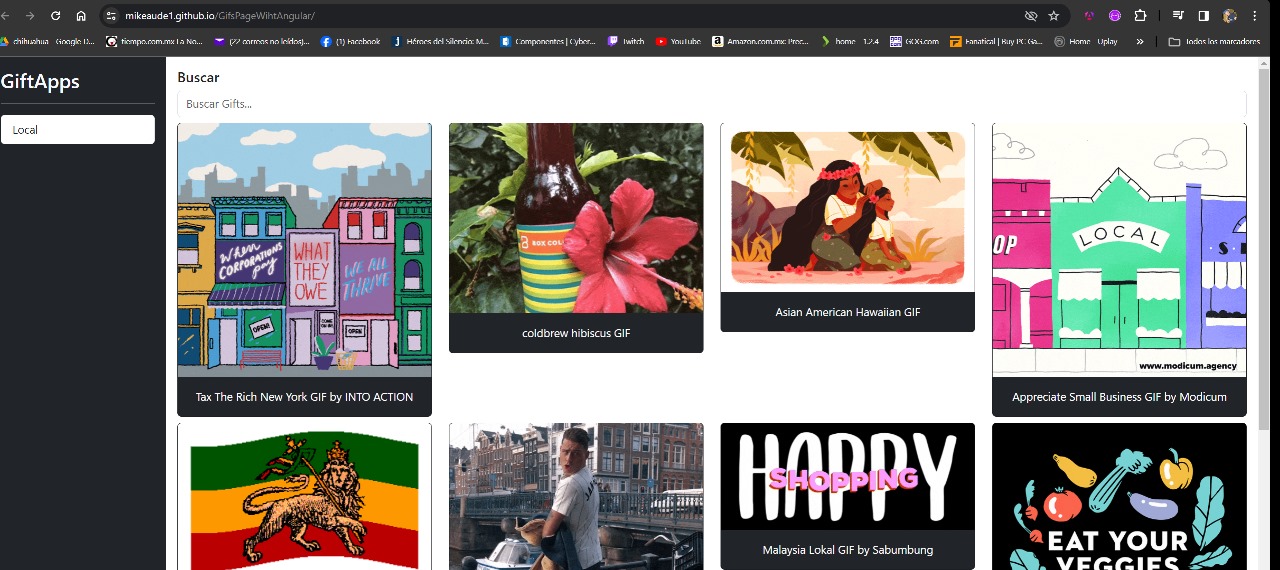 mikeaude1.github.io/GifsPageWihtAngular/
chihuahua - Google D...
tiempo.com.mx La No...
(22 correos no leídos)...
(1) Facebook
Héroes del Silencio: M...
Componentes | Cyber...
Twitch
YouTube
Amazon.com.mx: Prec...
home · 1.2.4
GOG.com
Fanatical | Buy PC Ga...
Home - Uplay
»
Todos los marcadores
GiftApps
Local
Buscar
Buscar Gifts...
When
CORPORATIONS
pay
WHAT
THEY
OWE
WE ALL
THRIVE
OPEN!
COME
ON IN!
OPEN
Tax The Rich New York GIF by INTO ACTION
BOX COL
coldbrew hibiscus GIF
Asian American Hawaiian GIF
OP
LOCAL
www.modicum.agency
Appreciate Small Business GIF by Modicum
HAPPY
SHOPPING
Malaysia Lokal GIF by Sabumbung
EAT YOUR
VEGGIES